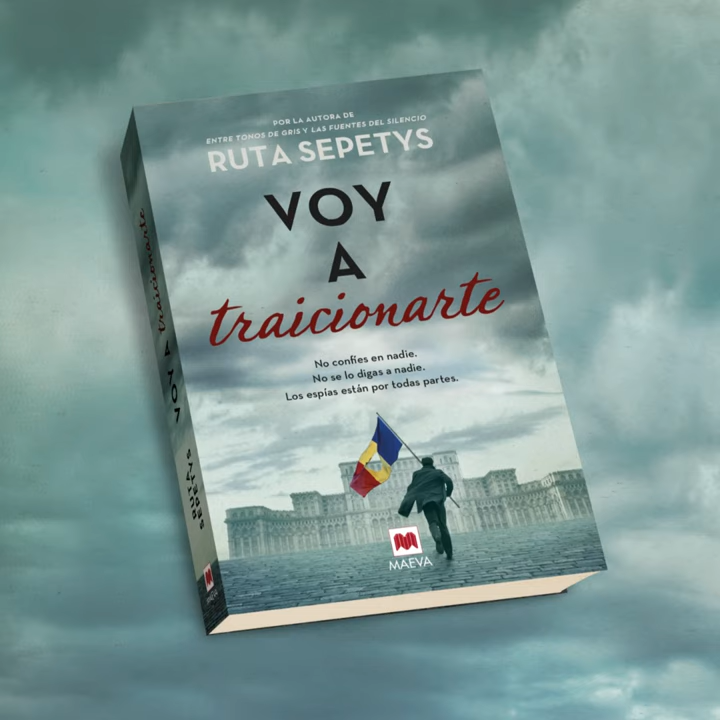 POR LA AUTORA DE
ENTRE TONOS DE GRIS Y LAS FUENTES DEL SILENCIO
RUTA SEPETYS
VOY
A
traicionarte
No confíes en nadie.
No se lo digas a nadie.
Los espías están por todas partes.
MAEVA
VOY A traicionarte
RUTA
SEPETYS
MAEVA